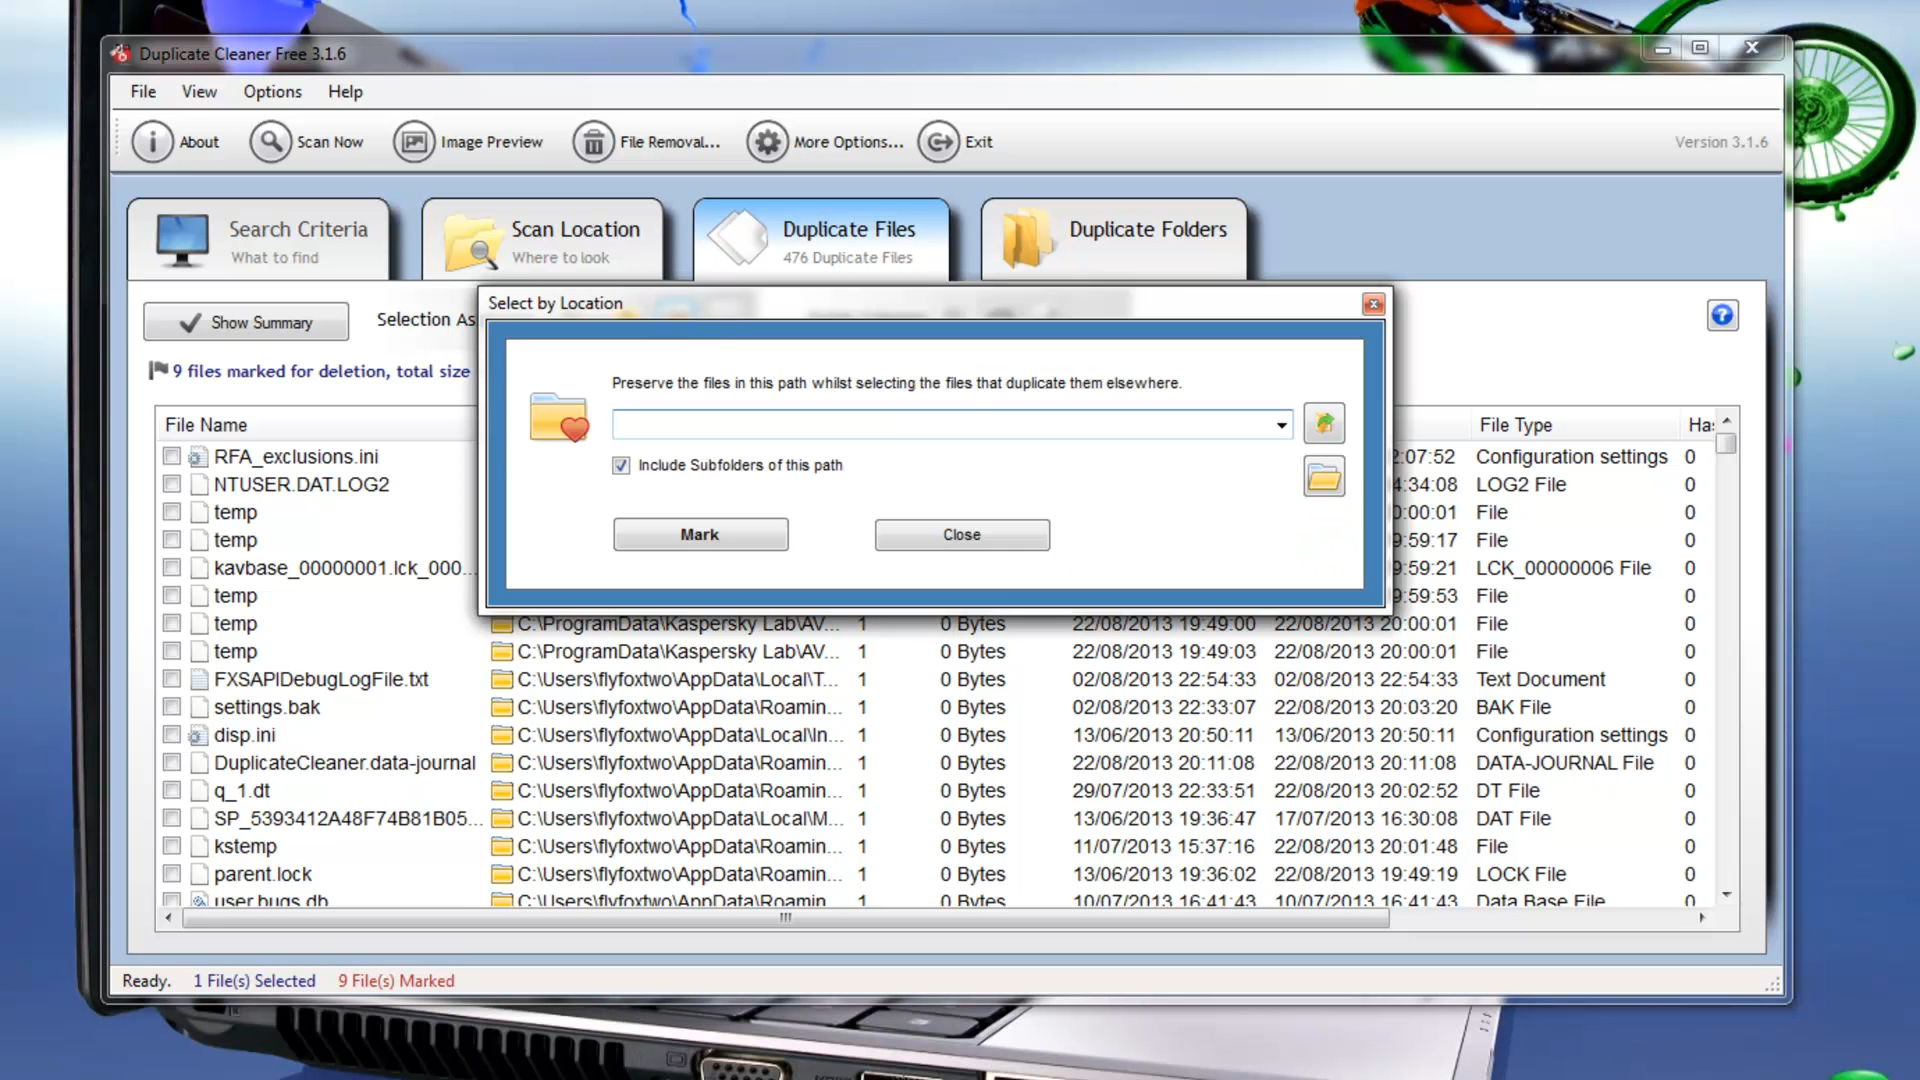 Duplicate Cleaner Free 3.1.6
File View Options Help
About Scan Now Image Preview File Removal... More Options... Exit Version 3.1.6
Search Criteria
What to find
Scan Location
Where to look
Duplicate Files
476 Duplicate Files
Duplicate Folders
Show Summary Selection As
9 files marked for deletion, total size
Select by Location
Preserve the files in this path whilst selecting the files that duplicate them elsewhere.
Include Subfolders of this path
Mark Close
File Name File Type Has
RFA_exclusions.ini 2:07:52 Configuration settings 0
NTUSER.DAT.LOG2 4:34:08 LOG2 File 0
temp 0:00:01 File 0
temp 9:59:17 File 0
kavbase_00000001.lck_000... 9:59:21 LCK_00000006 File 0
temp 9:59:53 File 0
temp C:\ProgramData\Kaspersky Lab\AV... 1 0 Bytes 22/08/2013 19:49:00 22/08/2013 20:00:01 File 0
temp C:\ProgramData\Kaspersky Lab\AV... 1 0 Bytes 22/08/2013 19:49:03 22/08/2013 20:00:01 File 0
FXSAPIDebugLogFile.txt C:\Users\flyfoxtwo\AppData\Local\T... 1 0 Bytes 02/08/2013 22:54:33 02/08/2013 22:54:33 Text Document 0
settings.bak C:\Users\flyfoxtwo\AppData\Roamin... 1 0 Bytes 02/08/2013 22:33:07 22/08/2013 20:03:20 BAK File 0
disp.ini C:\Users\flyfoxtwo\AppData\Local\In... 1 0 Bytes 13/06/2013 20:50:11 13/06/2013 20:50:11 Configuration settings 0
DuplicateCleaner.data-journal C:\Users\flyfoxtwo\AppData\Roamin... 1 0 Bytes 22/08/2013 20:11:08 22/08/2013 20:11:08 DATA-JOURNAL File 0
q_1.dt C:\Users\flyfoxtwo\AppData\Roamin... 1 0 Bytes 29/07/2013 22:33:51 22/08/2013 20:02:52 DT File 0
SP_5393412A48F74B81B05... C:\Users\flyfoxtwo\AppData\Local\M... 1 0 Bytes 13/06/2013 19:36:47 17/07/2013 16:30:08 DAT File 0
kstemp C:\Users\flyfoxtwo\AppData\Roamin... 1 0 Bytes 11/07/2013 15:37:16 22/08/2013 20:01:48 File 0
parent.lock C:\Users\flyfoxtwo\AppData\Roamin... 1 0 Bytes 13/06/2013 19:36:02 22/08/2013 19:49:19 LOCK File 0
user.bugs.db C:\Users\flyfoxtwo\AppData\Roamin... 1 0 Bytes 10/07/2013 16:41:43 10/07/2013 16:41:43 Data Base File 0
Ready. 1 File(s) Selected 9 File(s) Marked